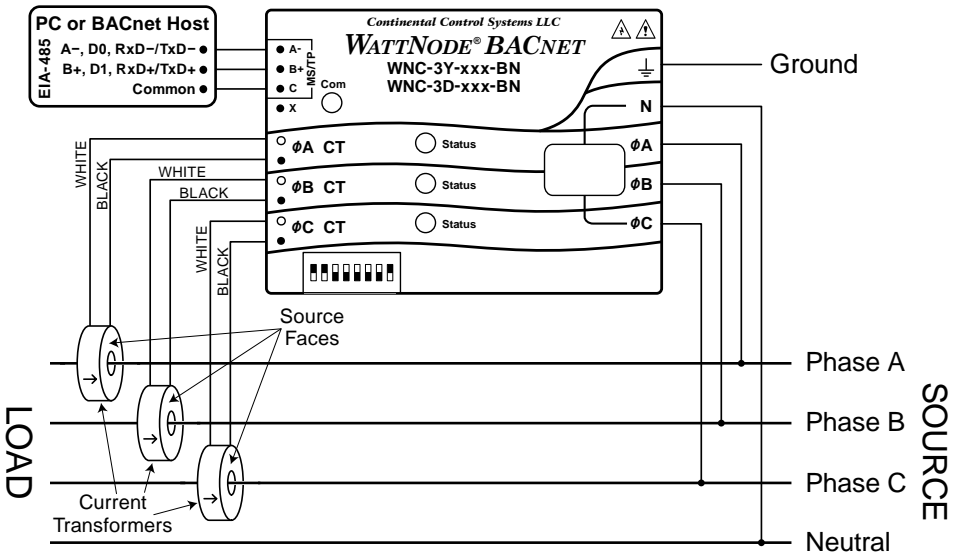 PC or BACnet Host
EIA-485
A−, D0, RxD−/TxD−
B+, D1, RxD+/TxD+
Common
Continental Control Systems LLC
WATTNODE® BACNET
WNC-3Y-xxx-BN
WNC-3D-xxx-BN
A-
B+
C
X
MS/TP
Com
Ground
N
ϕA CT
Status
ϕA
ϕB CT
Status
ϕB
ϕC CT
Status
ϕC
WHITE
BLACK
WHITE
BLACK
WHITE
BLACK
Source
Faces
Phase A
Phase B
Phase C
Neutral
LOAD
SOURCE
Current
Transformers